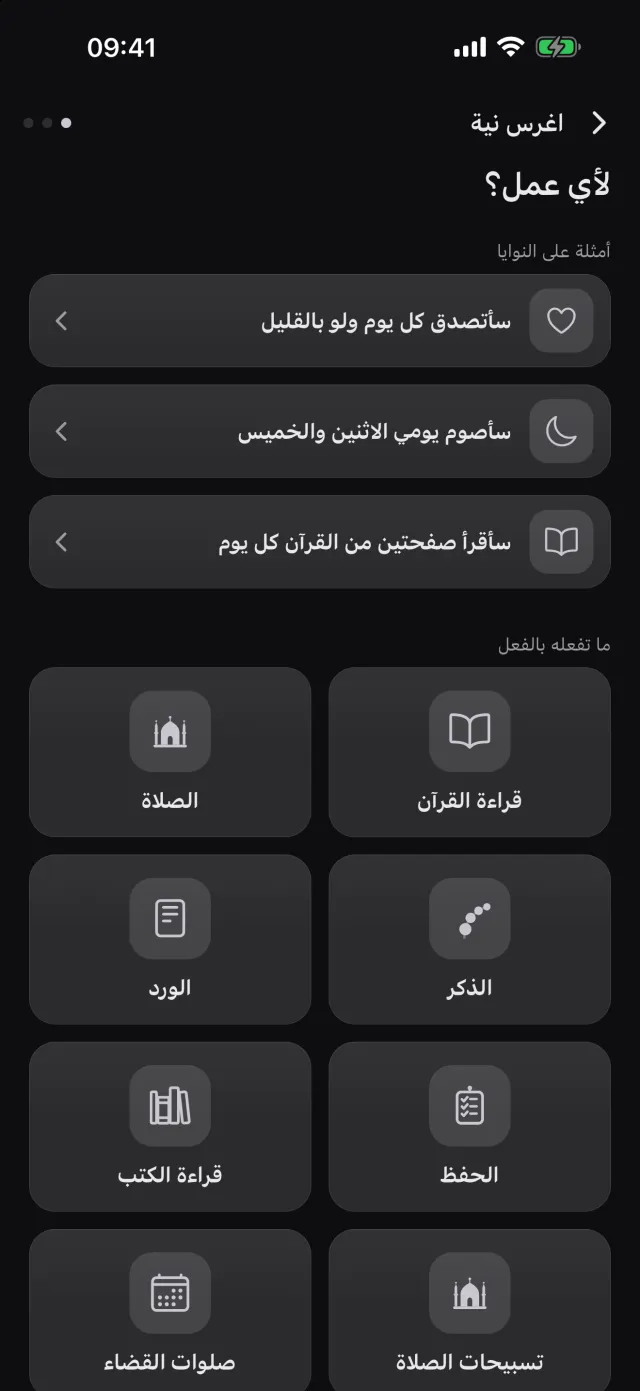 09:41
اغرس نية
لأي عمل؟
أمثلة على النوايا
سأتصدق كل يوم ولو بالقليل
سأصوم يومي الاثنين والخميس
سأقرأ صفحتين من القرآن كل يوم
ما تفعله بالفعل
قراءة القرآن
الصلاة
الذكر
الورد
الحفظ
قراءة الكتب
تسبيحات الصلاة
صلوات القضاء